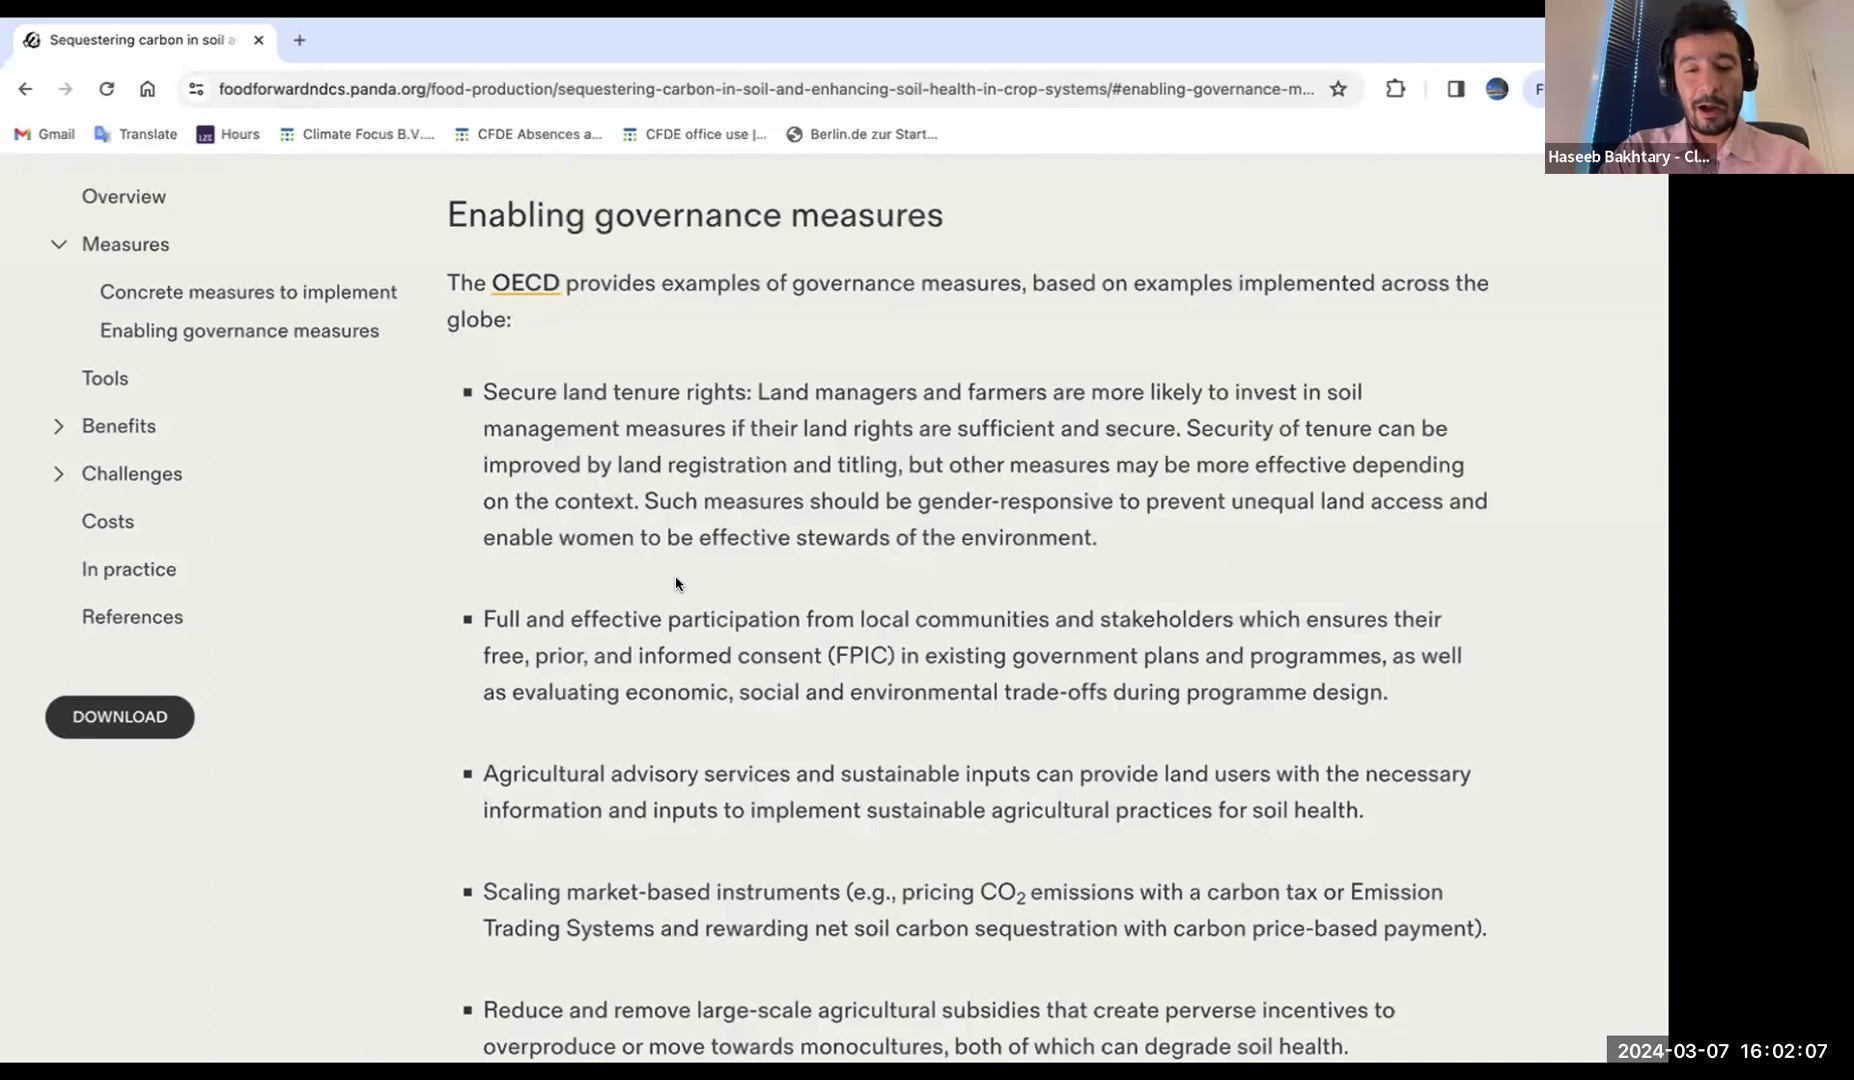 Sequestering carbon in soil a
foodforwardndcs.panda.org/food-production/sequestering-carbon-in-soil-and-enhancing-soil-health-in-crop-systems/#enabling-governance-m...
F
Gmail
Translate
Hours
Climate Focus B.V....
CFDE Absences a...
CFDE office use |...
Berlin.de zur Start...
Haseeb Bakhtary - Cl...
Overview
Measures
Concrete measures to implement
Enabling governance measures
Tools
Benefits
Challenges
Costs
In practice
References
DOWNLOAD
Enabling governance measures
The OECD provides examples of governance measures, based on examples implemented across the
globe:
▪ Secure land tenure rights: Land managers and farmers are more likely to invest in soil
management measures if their land rights are sufficient and secure. Security of tenure can be
improved by land registration and titling, but other measures may be more effective depending
on the context. Such measures should be gender-responsive to prevent unequal land access and
enable women to be effective stewards of the environment.
▪ Full and effective participation from local communities and stakeholders which ensures their
free, prior, and informed consent (FPIC) in existing government plans and programmes, as well
as evaluating economic, social and environmental trade-offs during programme design.
▪ Agricultural advisory services and sustainable inputs can provide land users with the necessary
information and inputs to implement sustainable agricultural practices for soil health.
▪ Scaling market-based instruments (e.g., pricing CO₂ emissions with a carbon tax or Emission
Trading Systems and rewarding net soil carbon sequestration with carbon price-based payment).
▪ Reduce and remove large-scale agricultural subsidies that create perverse incentives to
overproduce or move towards monocultures, both of which can degrade soil health.
2024-03-07 16:02:07